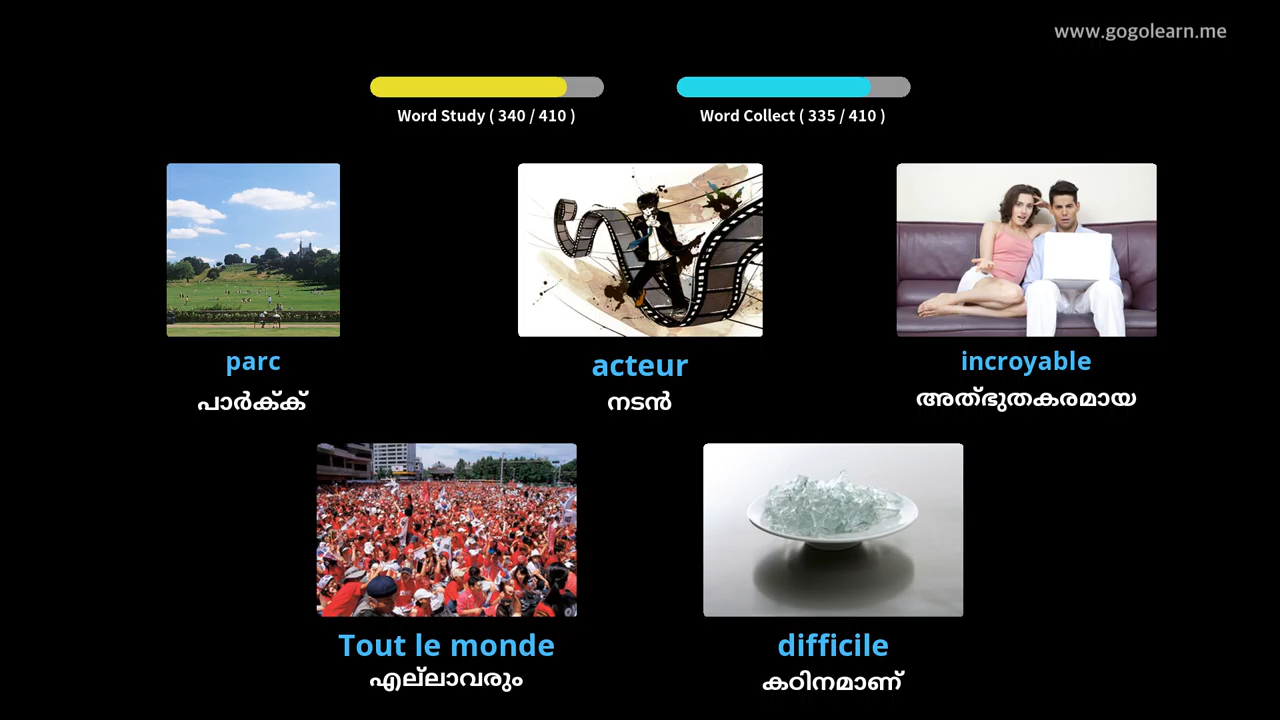 www.gogolearn.me
Word Study ( 340 / 410 )
Word Collect ( 335 / 410 )
parc
acteur
incroyable
പാർക്ക്
നടൻ
അത്ഭുതകരമായ
Tout le monde
difficile
എല്ലാവരും
കഠിനമാണ്